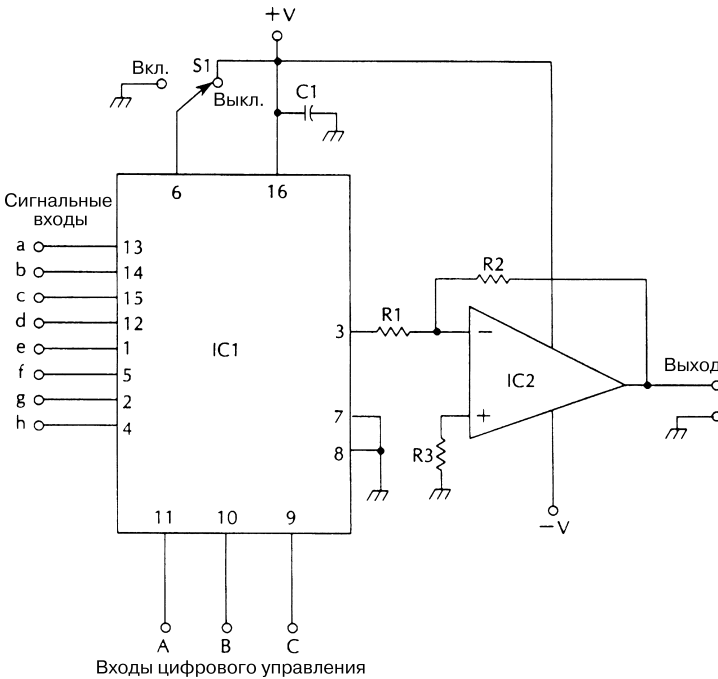 +V
Вкл.
S1
Выкл.
C1
6
16
Сигнальные
входы
a
13
b
14
c
15
d
12
e
1
f
5
g
2
h
4
IC1
3
7
8
11
10
9
R1
R2
R3
−
+
IC2
Выход
−V
A
B
C
Входы цифрового управления